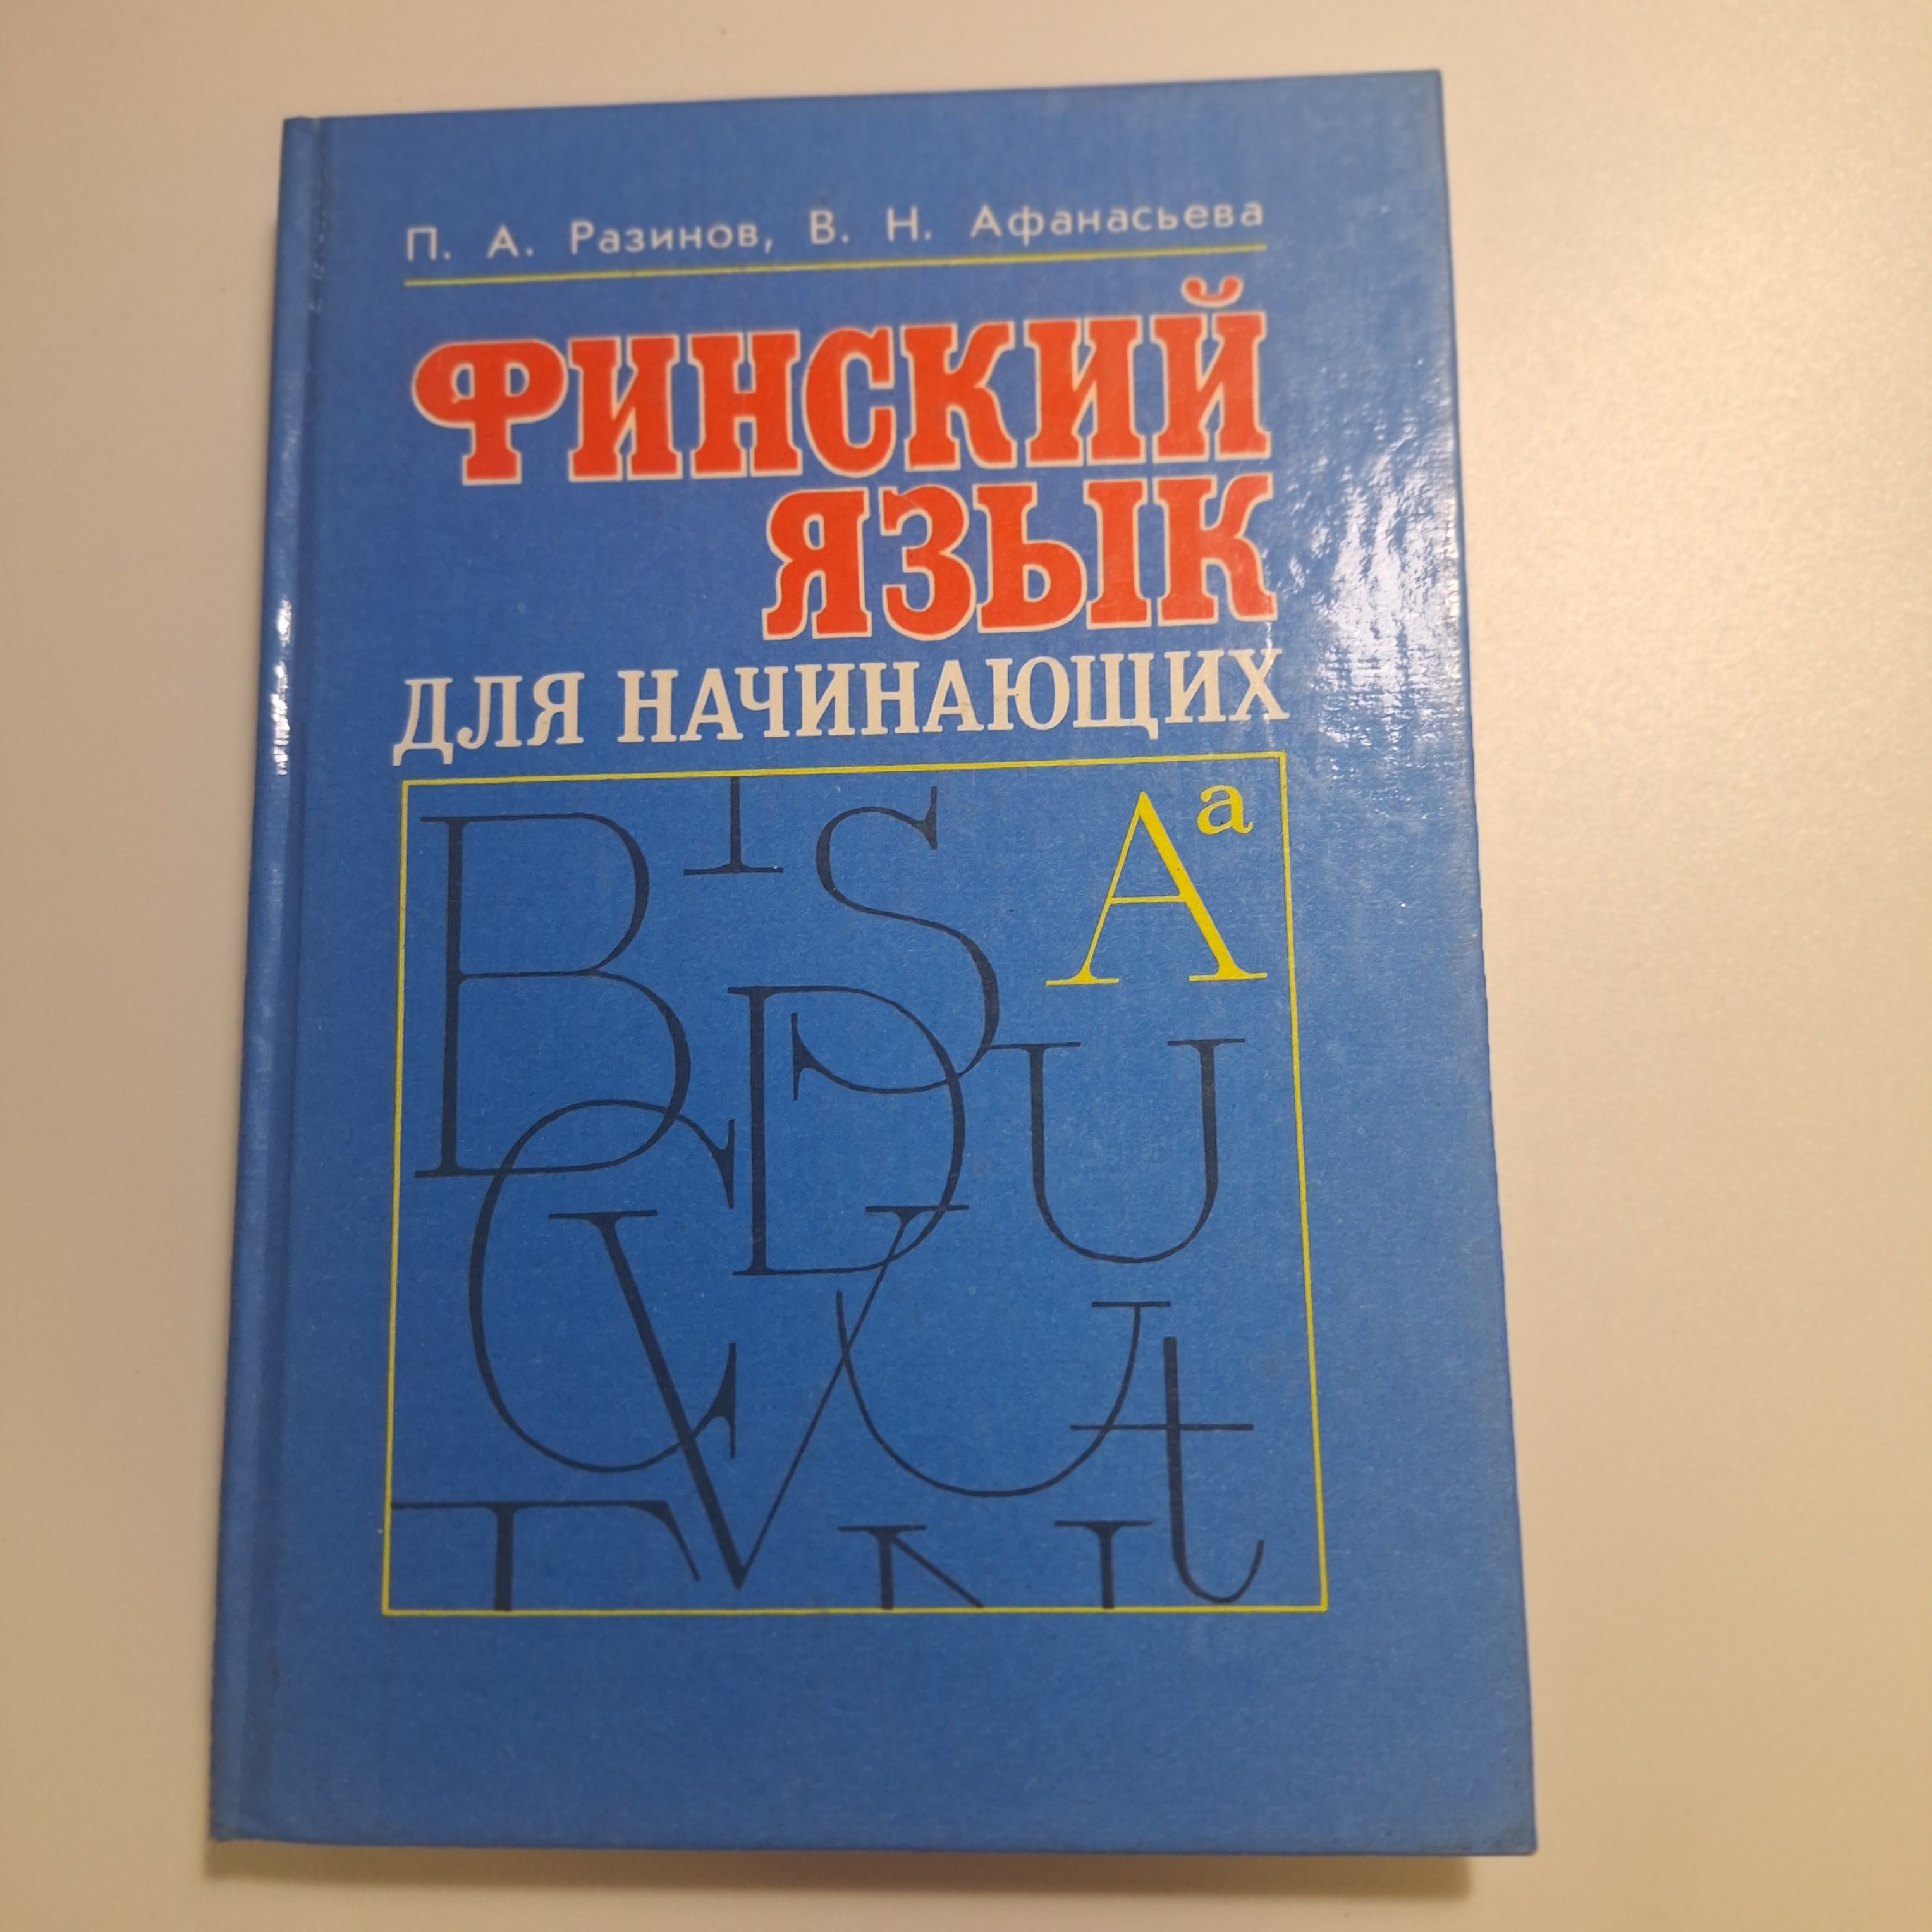 П. А. Разинов, В. Н. Афанасьева
ФИНСКИЙ
ЯЗЫК
ДЛЯ НАЧИНАЮЩИХ
A a
B I S
D U
C V U t